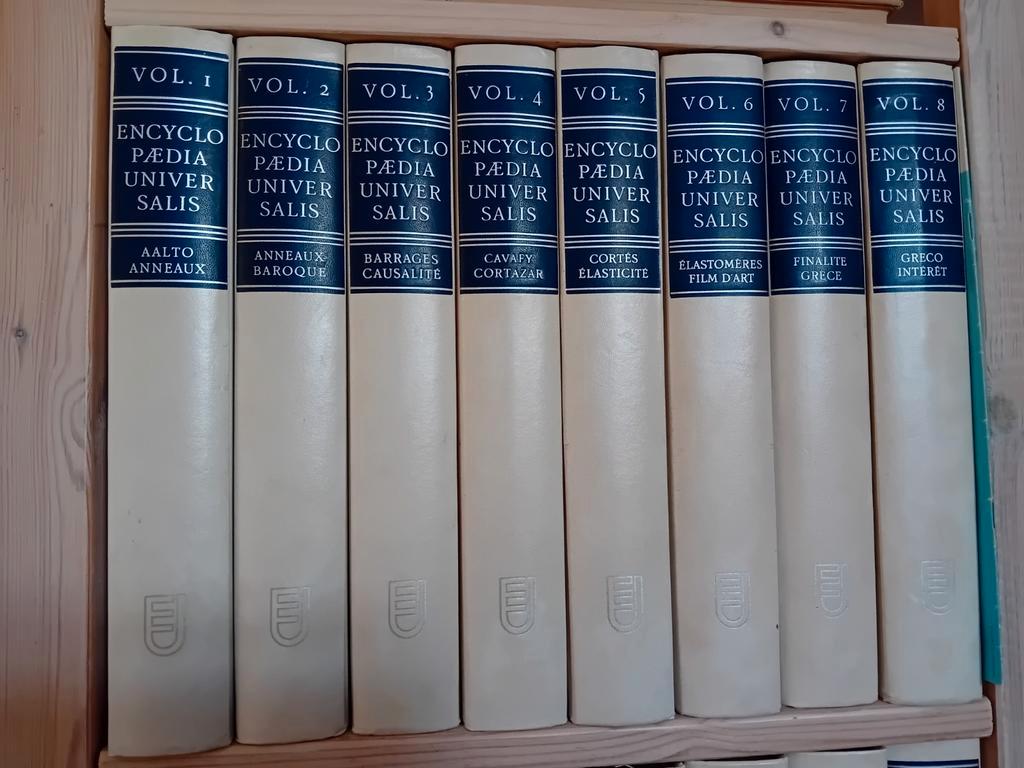 VOL. 1
ENCYCLO
PÆDIA
UNIVER
SALIS
AALTO
ANNEAUX
VOL. 2
ENCYCLO
PÆDIA
UNIVER
SALIS
ANNEAUX
BAROQUE
VOL. 3
ENCYCLO
PÆDIA
UNIVER
SALIS
BARRAGES
CAUSALITÉ
VOL. 4
ENCYCLO
PÆDIA
UNIVER
SALIS
CAVAFY
CORTÁZAR
VOL. 5
ENCYCLO
PÆDIA
UNIVER
SALIS
CORTÉS
ÉLASTICITÉ
VOL. 6
ENCYCLO
PÆDIA
UNIVER
SALIS
ÉLASTOMÈRES
FILM D'ART
VOL. 7
ENCYCLO
PÆDIA
UNIVER
SALIS
FINALITÉ
GRÈCE
VOL. 8
ENCYCLO
PÆDIA
UNIVER
SALIS
GRECO
INTÉRÊT